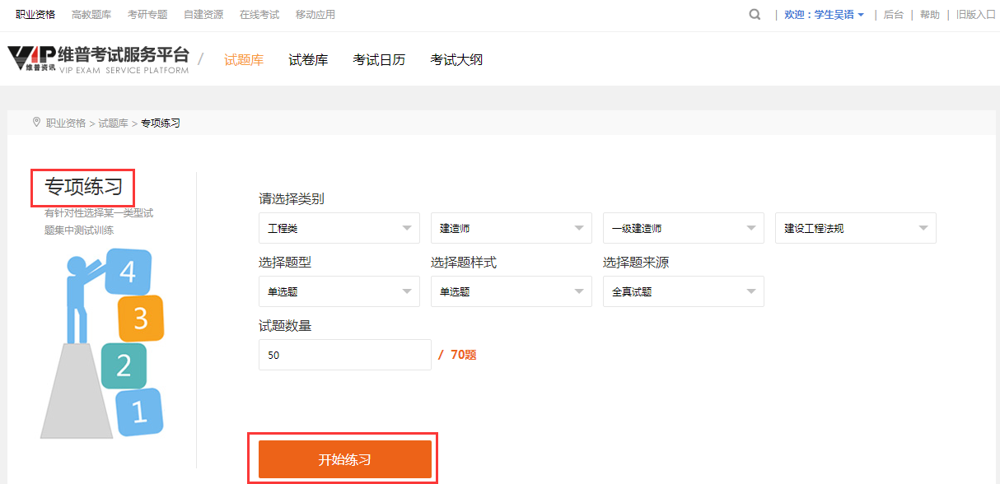 职业资格 高教题库 考研专题 自建资源 在线考试 移动应用 | 欢迎：学生吴语 | 后台 | 帮助 | 旧版入口
VIP 维普资讯 维普考试服务平台 / 试题库 试卷库 考试日历 考试大纲
VIP EXAM SERVICE PLATFORM
职业资格 > 试题库 > 专项练习
专项练习
有针对性选择某一类型试
题集中测试训练
4
3
2
1
请选择类别
工程类 建造师 一级建造师 建设工程法规
选择题型 选择题样式 选择题来源
单选题 单选题 全真试题
试题数量
50 / 70题
开始练习